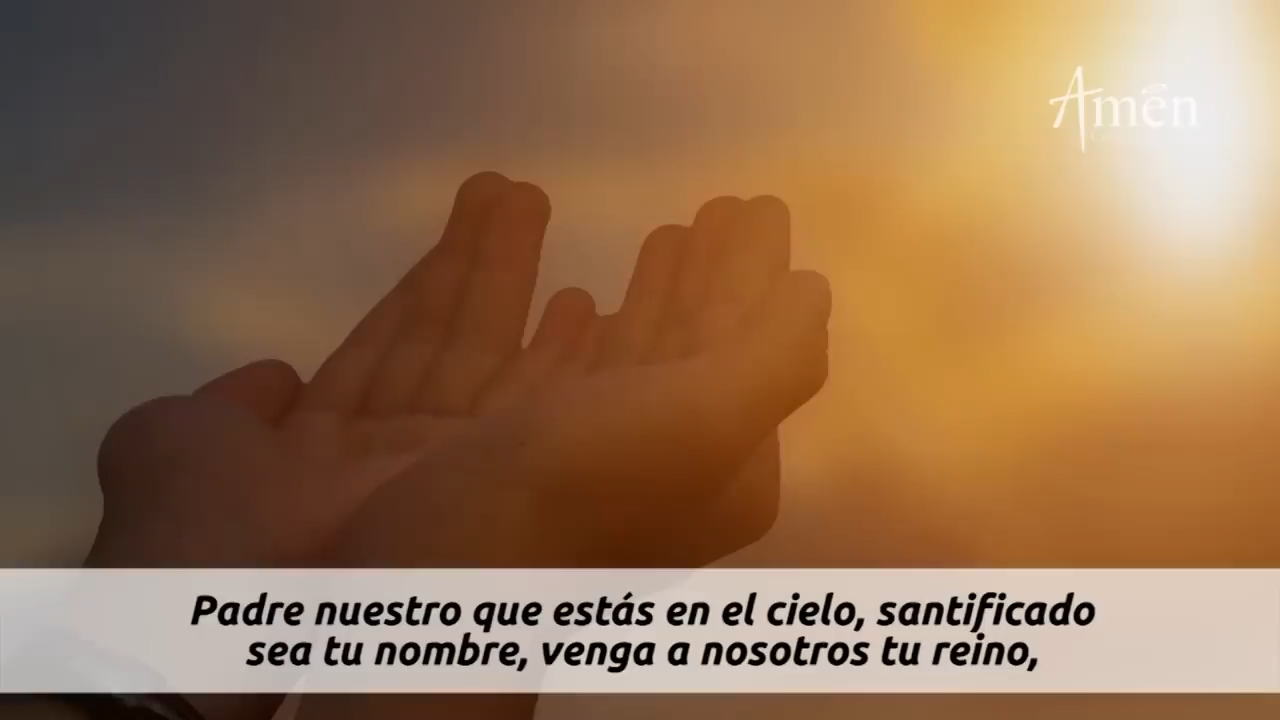 Amén
Padre nuestro que estás en el cielo, santificado
sea tu nombre, venga a nosotros tu reino,